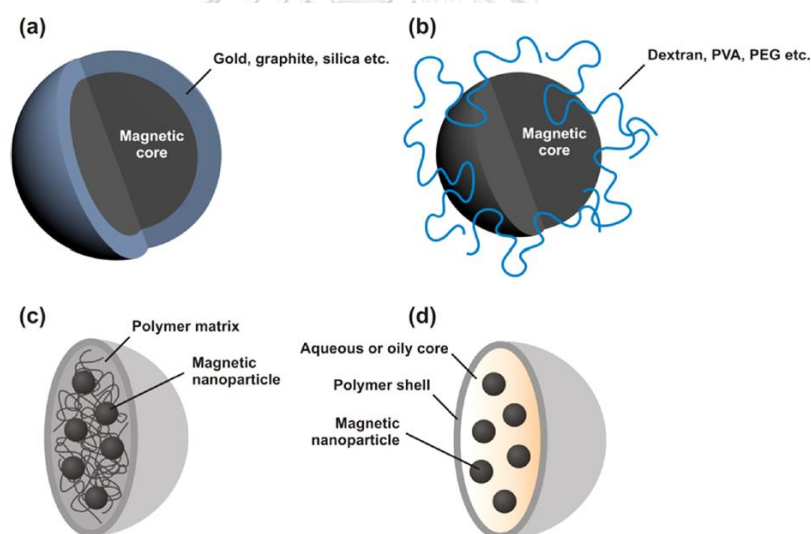 (a)
Gold, graphite, silica etc.
Magnetic
core
(b)
Dextran, PVA, PEG etc.
Magnetic
core
(c)
Polymer matrix
Magnetic
nanoparticle
(d)
Aqueous or oily core
Polymer shell
Magnetic
nanoparticle